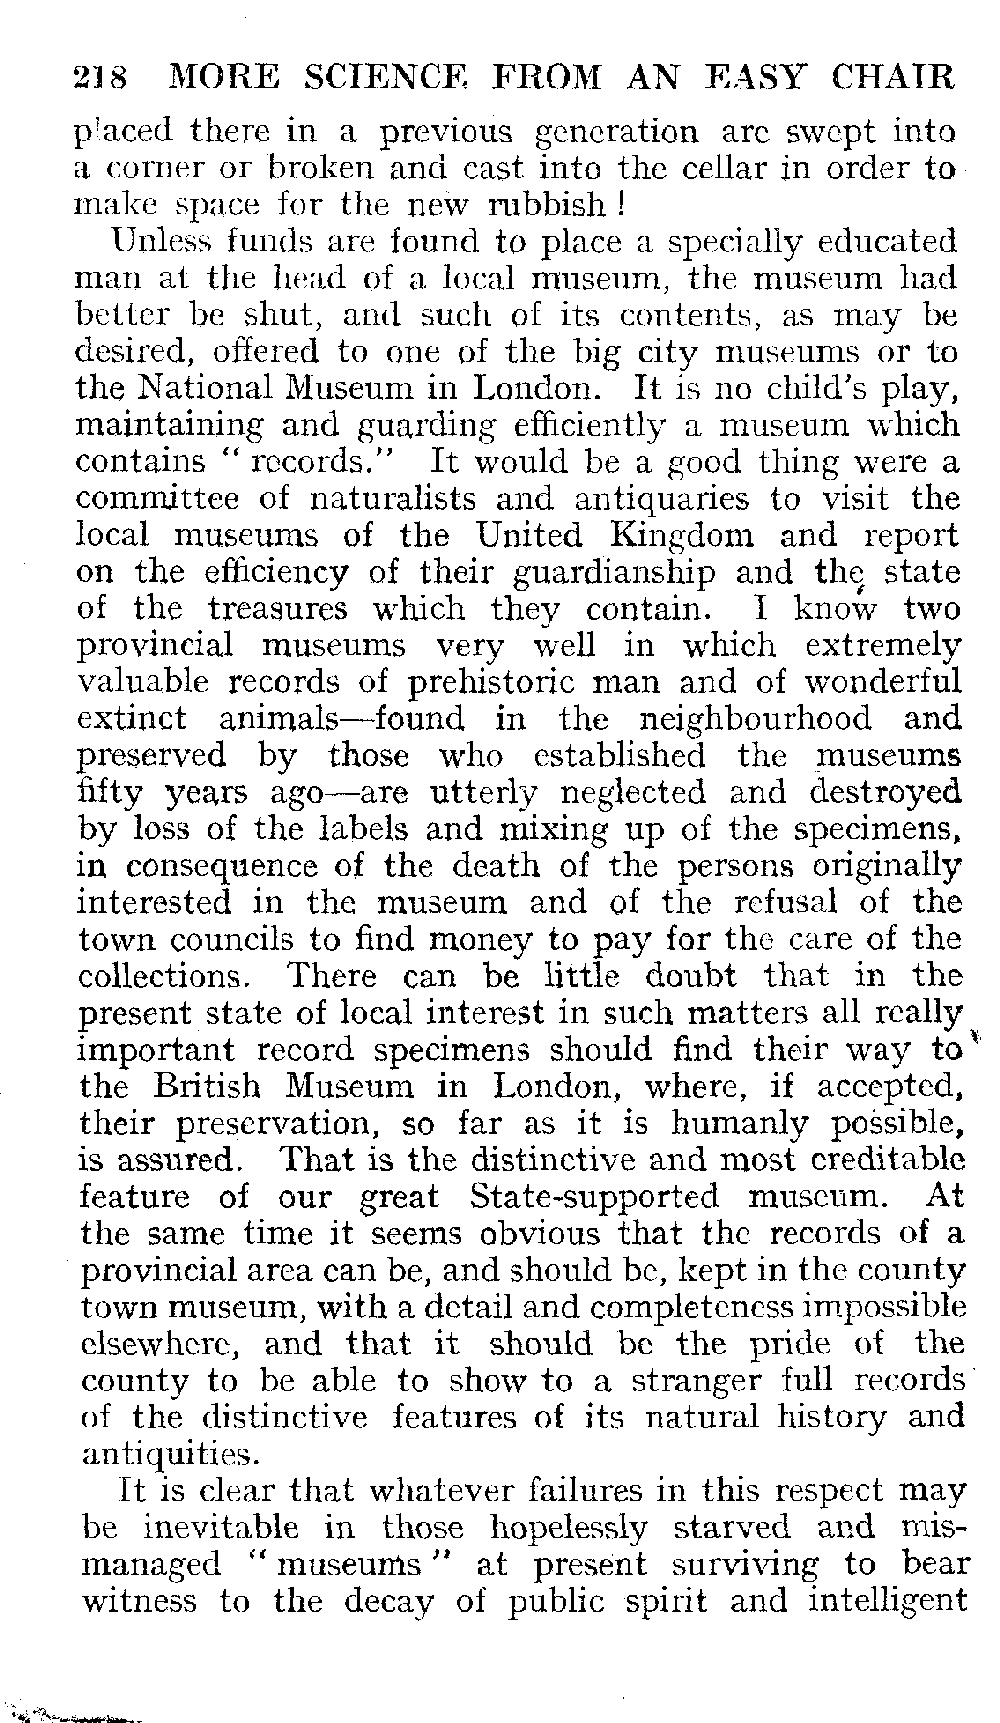 218 MORE SCIENCE FROM AN EASY CHAIR
placed there in a previous generation are swept into
a corner or broken and cast into the cellar in order to
make space for the new rubbish !
Unless funds are found to place a specially educated
man at the head of a local museum, the museum had
better be shut, and such of its contents, as may be
desired, offered to one of the big city museums or to
the National Museum in London. It is no child's play,
maintaining and guarding efficiently a museum which
contains “ records.” It would be a good thing were a
committee of naturalists and antiquaries to visit the
local museums of the United Kingdom and report
on the efficiency of their guardianship and the state
of the treasures which they contain. I know two
provincial museums very well in which extremely
valuable records of prehistoric man and of wonderful
extinct animals—found in the neighbourhood and
preserved by those who established the museums
fifty years ago—are utterly neglected and destroyed
by loss of the labels and mixing up of the specimens,
in consequence of the death of the persons originally
interested in the museum and of the refusal of the
town councils to find money to pay for the care of the
collections. There can be little doubt that in the
present state of local interest in such matters all really
important record specimens should find their way to
the British Museum in London, where, if accepted,
their preservation, so far as it is humanly possible,
is assured. That is the distinctive and most creditable
feature of our great State-supported museum. At
the same time it seems obvious that the records of a
provincial area can be, and should be, kept in the county
town museum, with a detail and completeness impossible
elsewhere, and that it should be the pride of the
county to be able to show to a stranger full records
of the distinctive features of its natural history and
antiquities.
It is clear that whatever failures in this respect may
be inevitable in those hopelessly starved and mis-
managed “ museums ” at present surviving to bear
witness to the decay of public spirit and intelligent